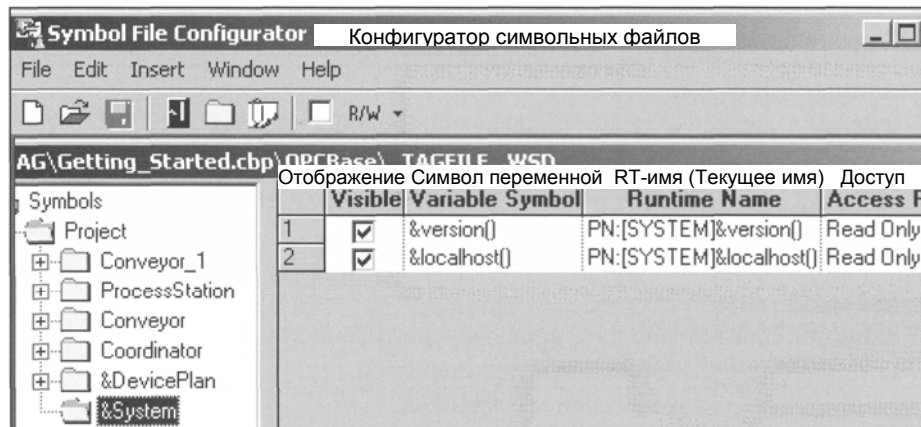 Symbol File Configurator Конфигуратор символьных файлов
File Edit Insert Window Help
R/W
AG\Getting_Started.cbp\OPCBase\_TAGFILE_WSD
Отображение Символ переменной RT-имя (Текущее имя) Доступ
Visible Variable Symbol Runtime Name Access R
1 &version() PN:[SYSTEM]&version() Read Only
2 &localhost() PN:[SYSTEM]&localhost() Read Only
Symbols
Project
Conveyor_1
ProcessStation
Conveyor
Coordinator
&DevicePlan
&System